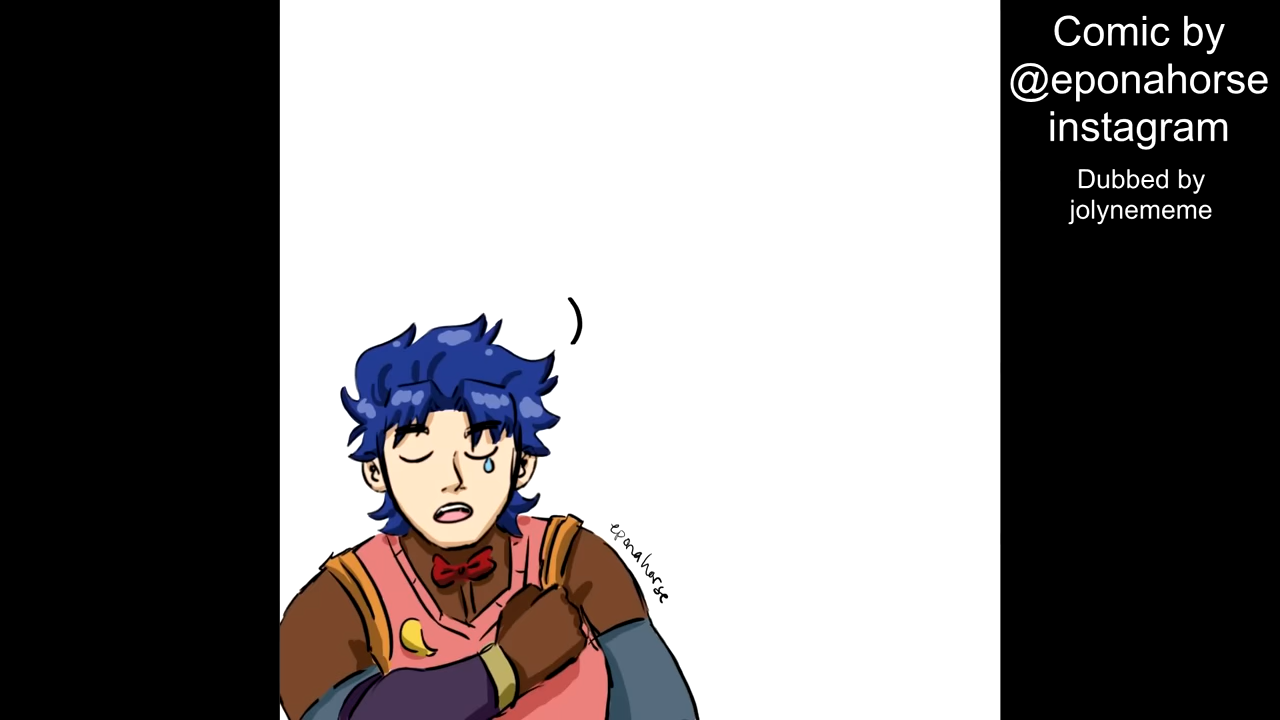 Comic by
@eponahorse
instagram
Dubbed by
jolynememe
eponahorse